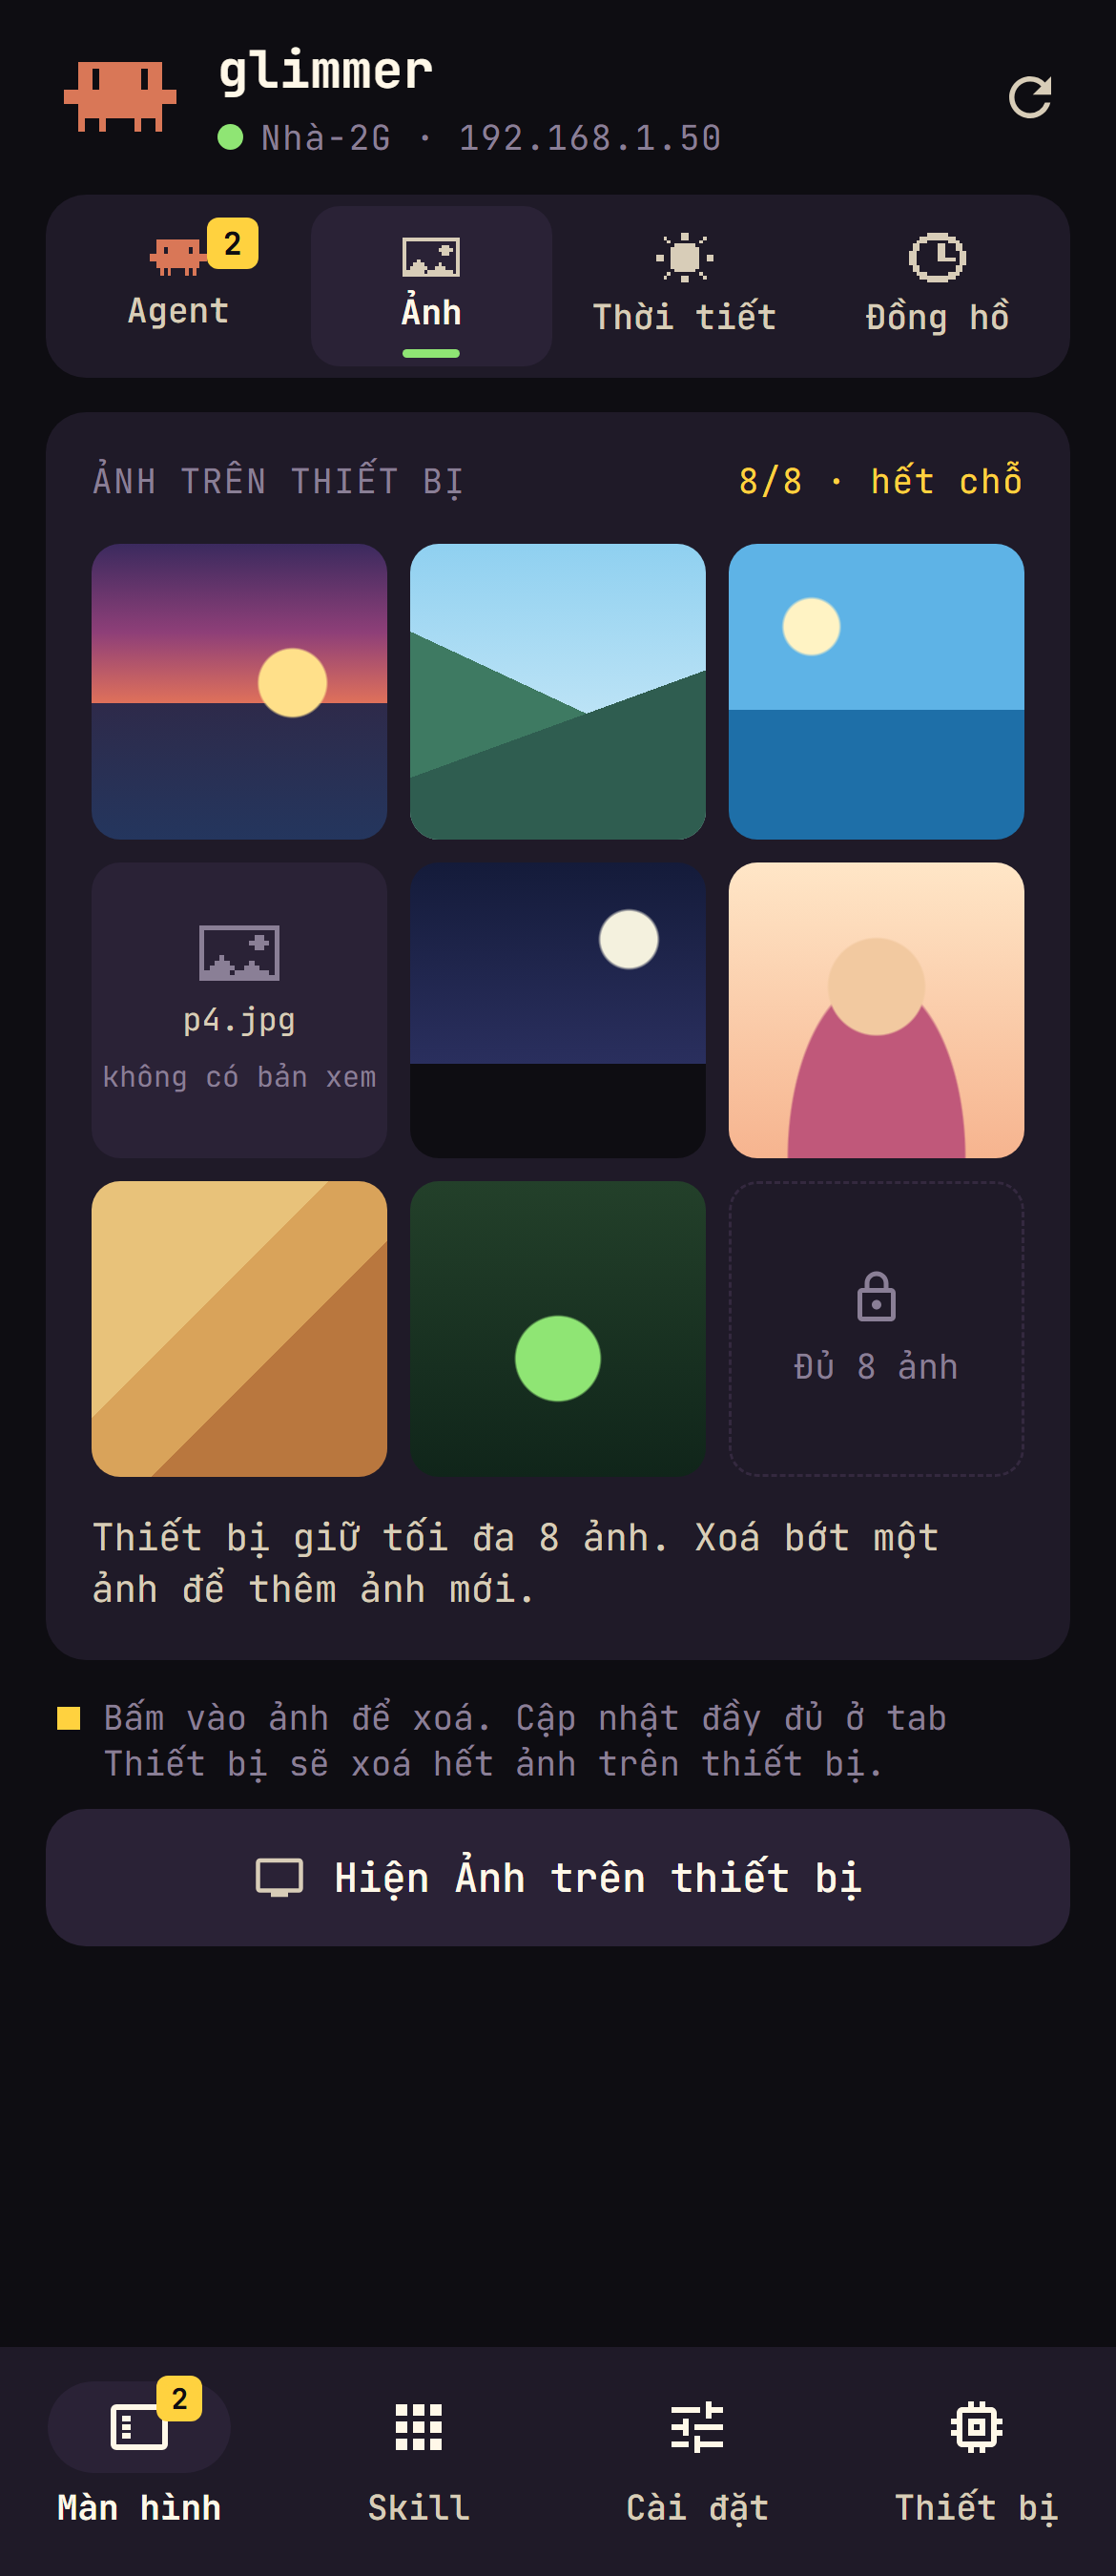 glimmer
Nhà-2G · 192.168.1.50
2
Agent
Ảnh
Thời tiết
Đồng hồ
ẢNH TRÊN THIẾT BỊ
8/8 · hết chỗ
p4.jpg
không có bản xem
Đủ 8 ảnh
Thiết bị giữ tối đa 8 ảnh. Xoá bớt một
ảnh để thêm ảnh mới.
Bấm vào ảnh để xoá. Cập nhật đầy đủ ở tab
Thiết bị sẽ xoá hết ảnh trên thiết bị.
Hiện Ảnh trên thiết bị
2
Màn hình
Skill
Cài đặt
Thiết bị